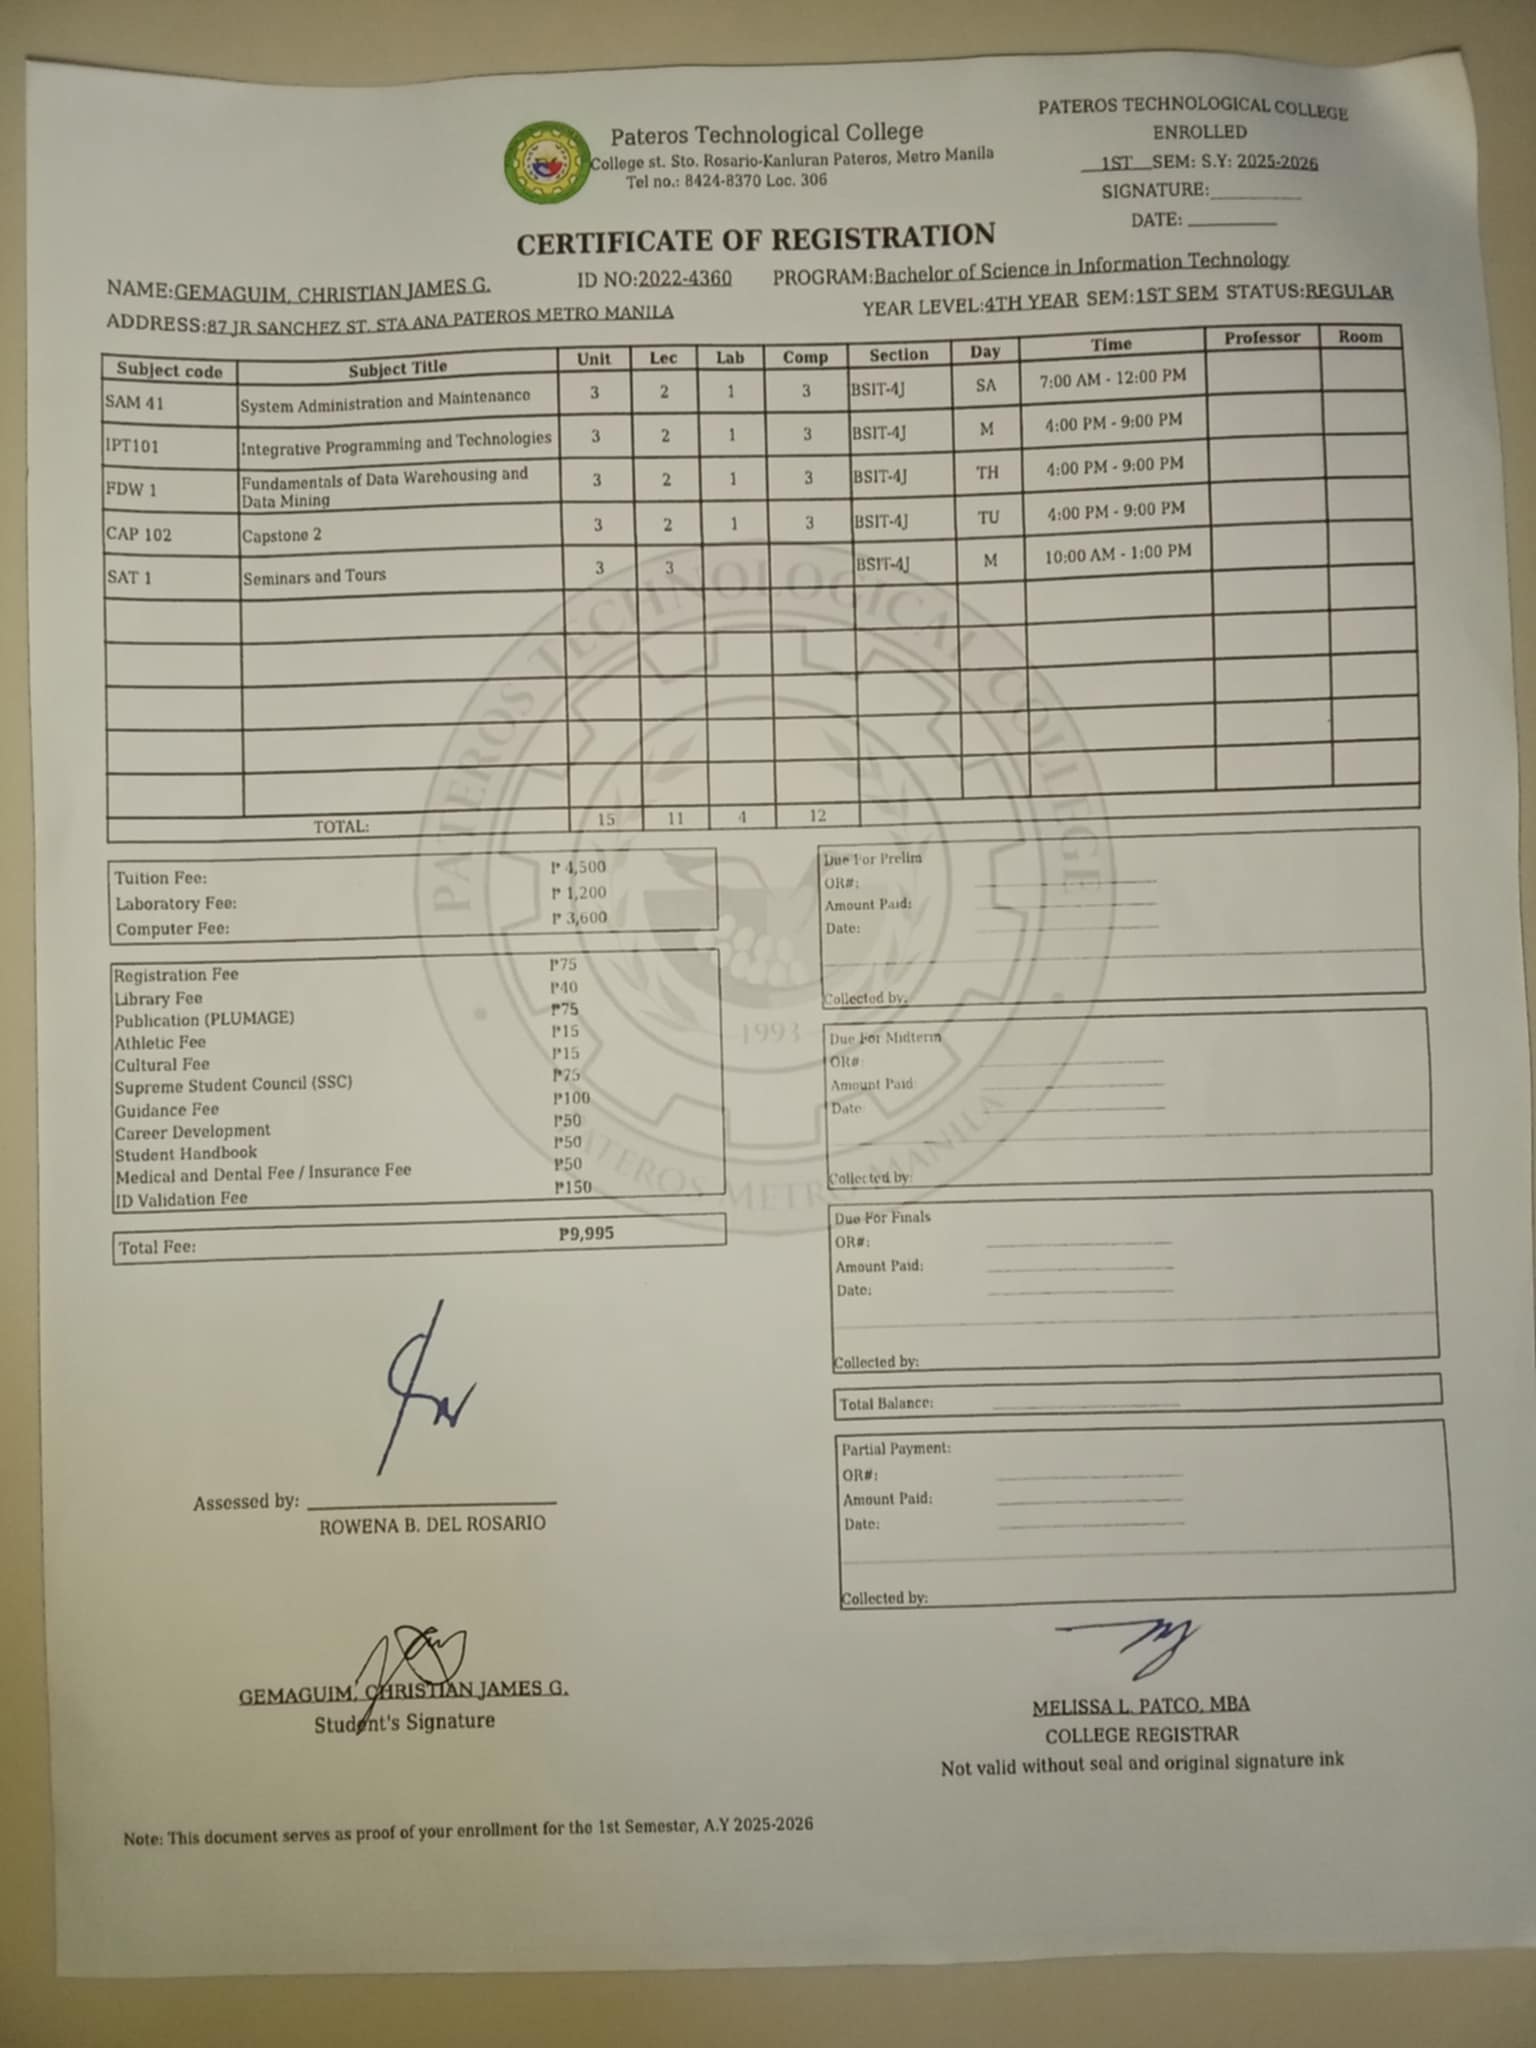 Pateros Technological College
College st. Sto. Rosario-Kanluran Pateros, Metro Manila
Tel no.: 8424-8370 Loc. 306
PATEROS TECHNOLOGICAL COLLEGE
ENROLLED
1ST SEM: S.Y: 2025-2026
SIGNATURE:
DATE:
CERTIFICATE OF REGISTRATION
NAME:GEMAGUIM, CHRISTIAN JAMES G. ID NO:2022-4360 PROGRAM:Bachelor of Science in Information Technology
ADDRESS:87 JR SANCHEZ ST. STA ANA PATEROS METRO MANILA YEAR LEVEL:4TH YEAR SEM:1ST SEM STATUS:REGULAR
Subject code Subject Title Unit Lec Lab Comp Section Day Time Professor Room
SAM 41 System Administration and Maintenance 3 2 1 3 BSIT-4J SA 7:00 AM - 12:00 PM
IPT101 Integrative Programming and Technologies 3 2 1 3 BSIT-4J M 4:00 PM - 9:00 PM
FDW 1 Fundamentals of Data Warehousing and Data Mining 3 2 1 3 BSIT-4J TH 4:00 PM - 9:00 PM
CAP 102 Capstone 2 3 2 1 3 BSIT-4J TU 4:00 PM - 9:00 PM
SAT 1 Seminars and Tours 3 3 BSIT-4J M 10:00 AM - 1:00 PM
TOTAL: 15 11 4 12
PATEROS TECHNOLOGICAL COLLEGE
1993
PATEROS METRO MANILA
Tuition Fee: ₱ 4,500
Laboratory Fee: ₱ 1,200
Computer Fee: ₱ 3,600
Registration Fee ₱75
Library Fee ₱40
Publication (PLUMAGE) ₱75
Athletic Fee ₱15
Cultural Fee ₱15
Supreme Student Council (SSC) ₱75
Guidance Fee ₱100
Career Development ₱50
Student Handbook ₱50
Medical and Dental Fee / Insurance Fee ₱50
ID Validation Fee ₱150
Total Fee: ₱9,995
Due For Prelim
OR#:
Amount Paid:
Date:
Collected by:
Due For Midterm
OR#
Amount Paid
Date
Collected by:
Due For Finals
OR#:
Amount Paid:
Date:
Collected by:
Total Balance:
Partial Payment:
OR#:
Amount Paid:
Date:
Collected by:
Assessed by:
ROWENA B. DEL ROSARIO
GEMAGUIM, CHRISTIAN JAMES G.
Student's Signature
MELISSA L. PATCO, MBA
COLLEGE REGISTRAR
Not valid without seal and original signature ink
Note: This document serves as proof of your enrollment for the 1st Semester, A.Y 2025-2026